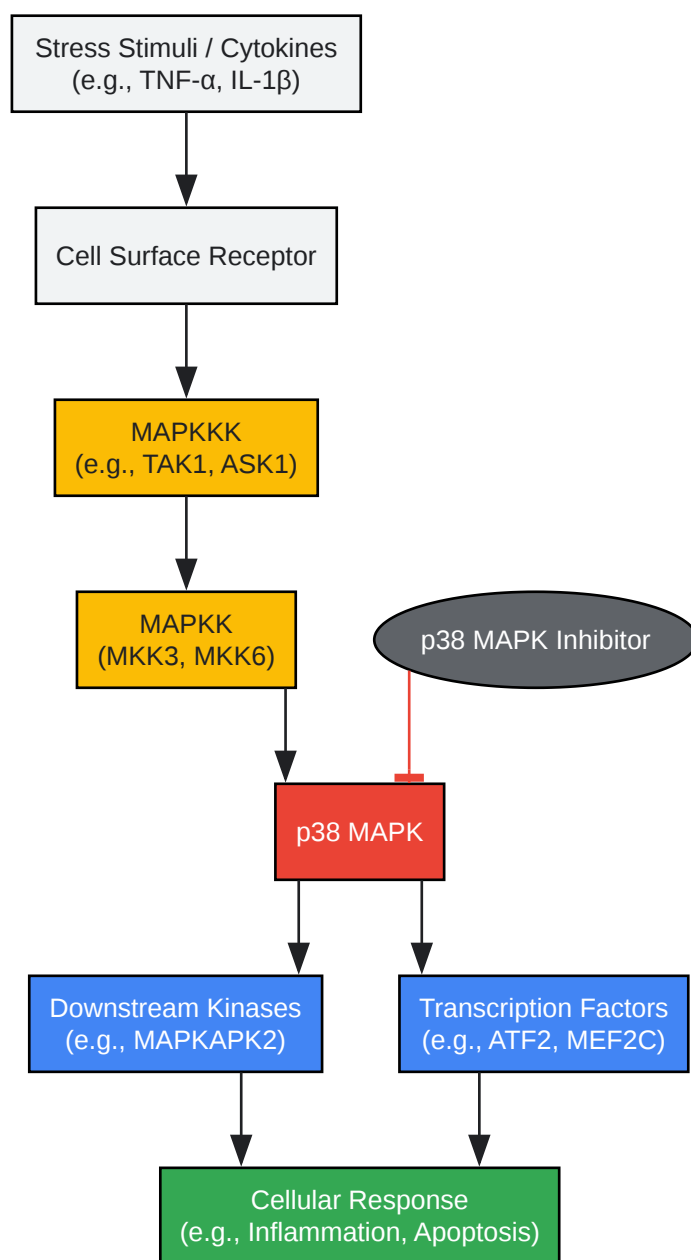 Stress Stimuli / Cytokines
(e.g., TNF-α, IL-1β)
Cell Surface Receptor
MAPKKK
(e.g., TAK1, ASK1)
MAPKK
(MKK3, MKK6)
p38 MAPK Inhibitor
p38 MAPK
Downstream Kinases
(e.g., MAPKAPK2)
Transcription Factors
(e.g., ATF2, MEF2C)
Cellular Response
(e.g., Inflammation, Apoptosis)